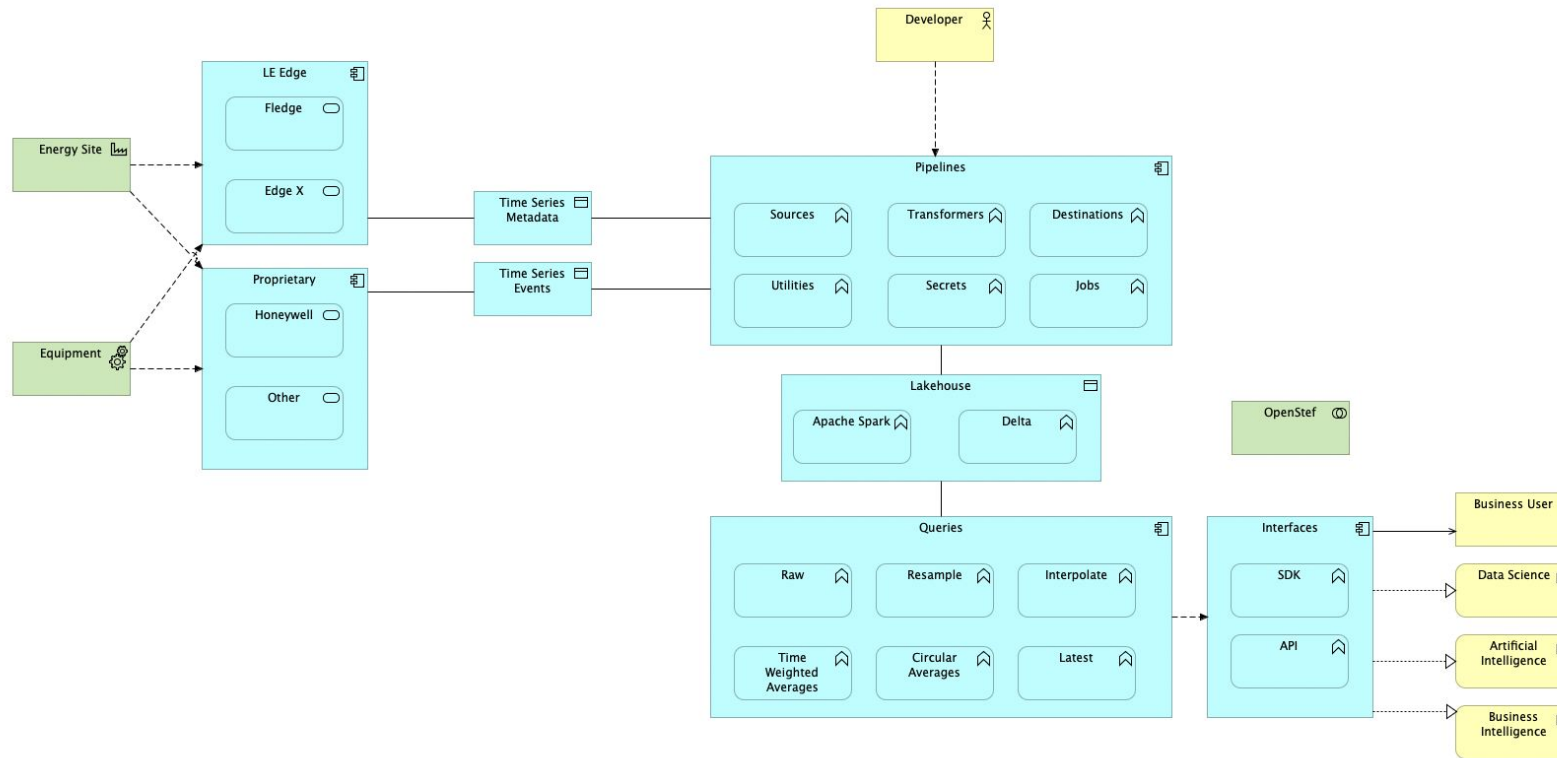 Developer
LE Edge
Fledge
Edge X
Energy Site
Equipment
Proprietary
Honeywell
Other
Time Series
Metadata
Time Series
Events
Pipelines
Sources
Transformers
Destinations
Utilities
Secrets
Jobs
Lakehouse
Apache Spark
Delta
OpenStef
Queries
Raw
Resample
Interpolate
Time
Weighted
Averages
Circular
Averages
Latest
Interfaces
SDK
API
Business User
Data Science
Artificial
Intelligence
Business
Intelligence